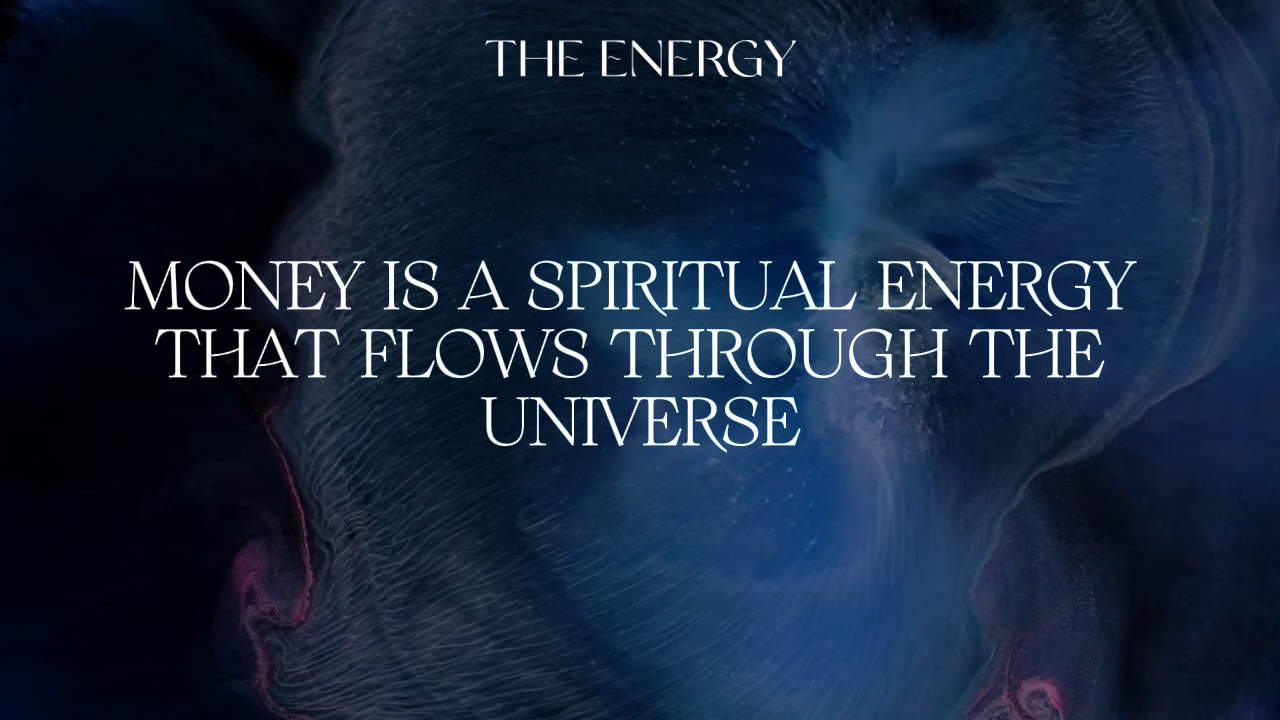 THE ENERGY
MONEY IS A SPIRITUAL ENERGY
THAT FLOWS THROUGH THE
UNIVERSE